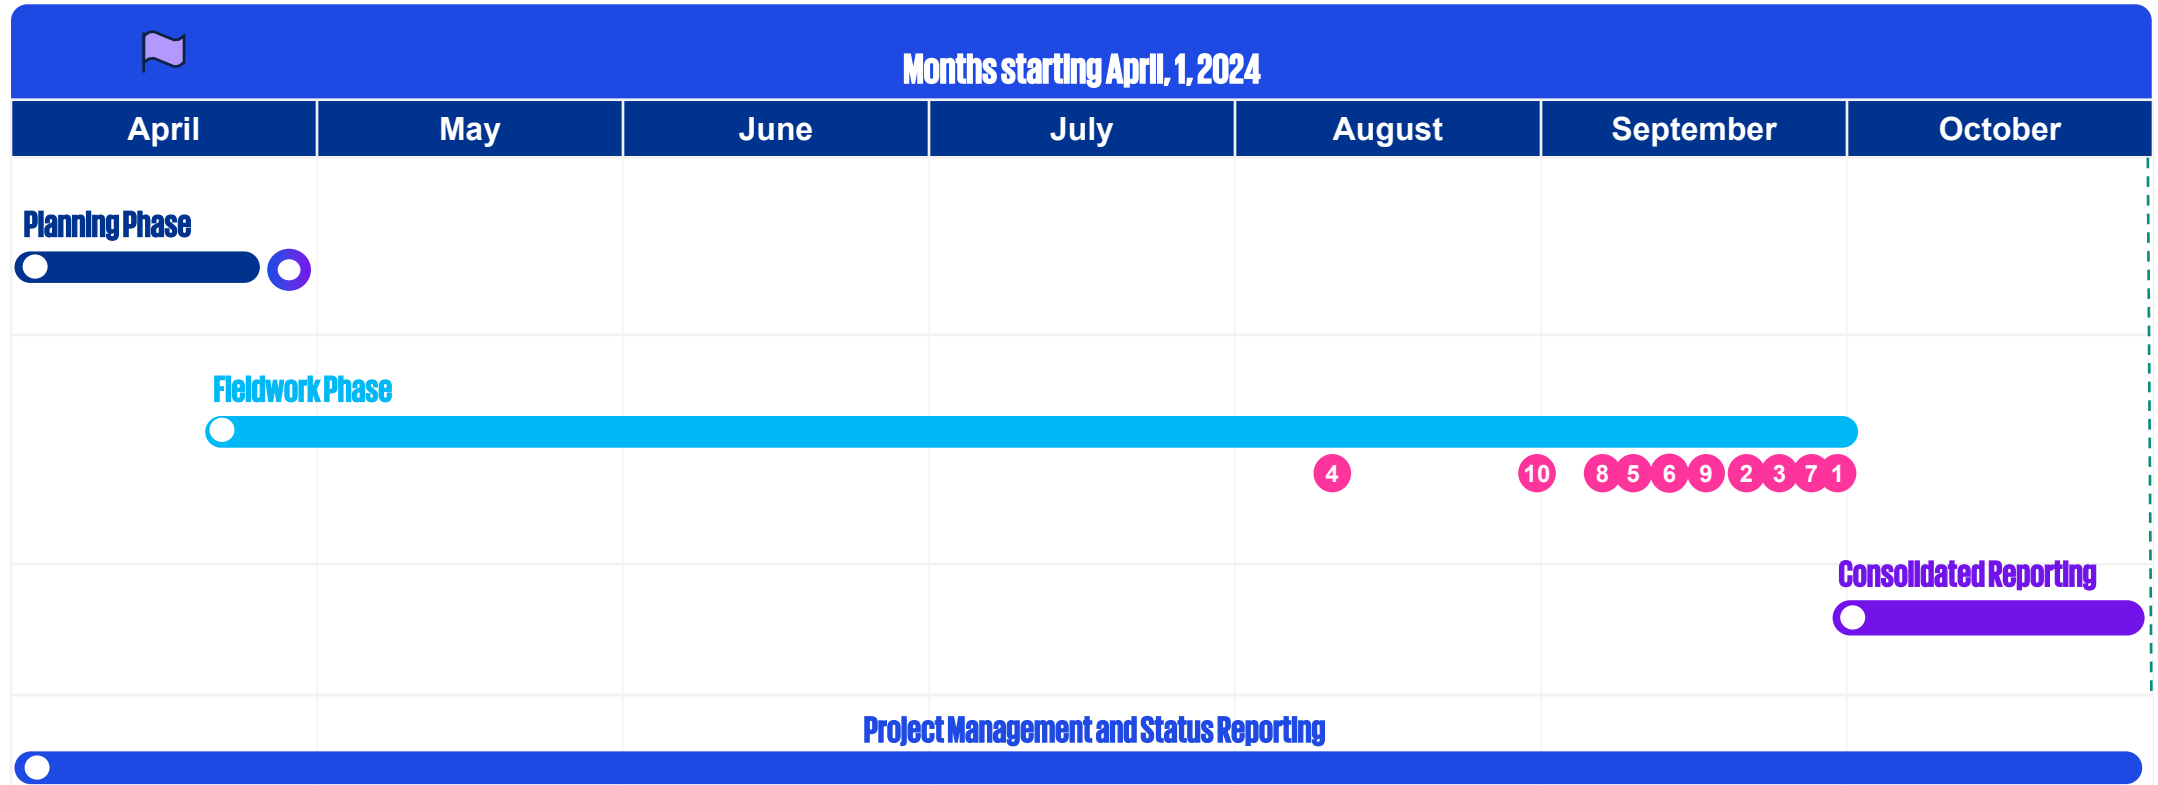 Months starting April, 1, 2024
April May June July August September October
Planning Phase
Fieldwork Phase
4 10 8 5 6 9 2 3 7 1
Consolidated Reporting
Project Management and Status Reporting